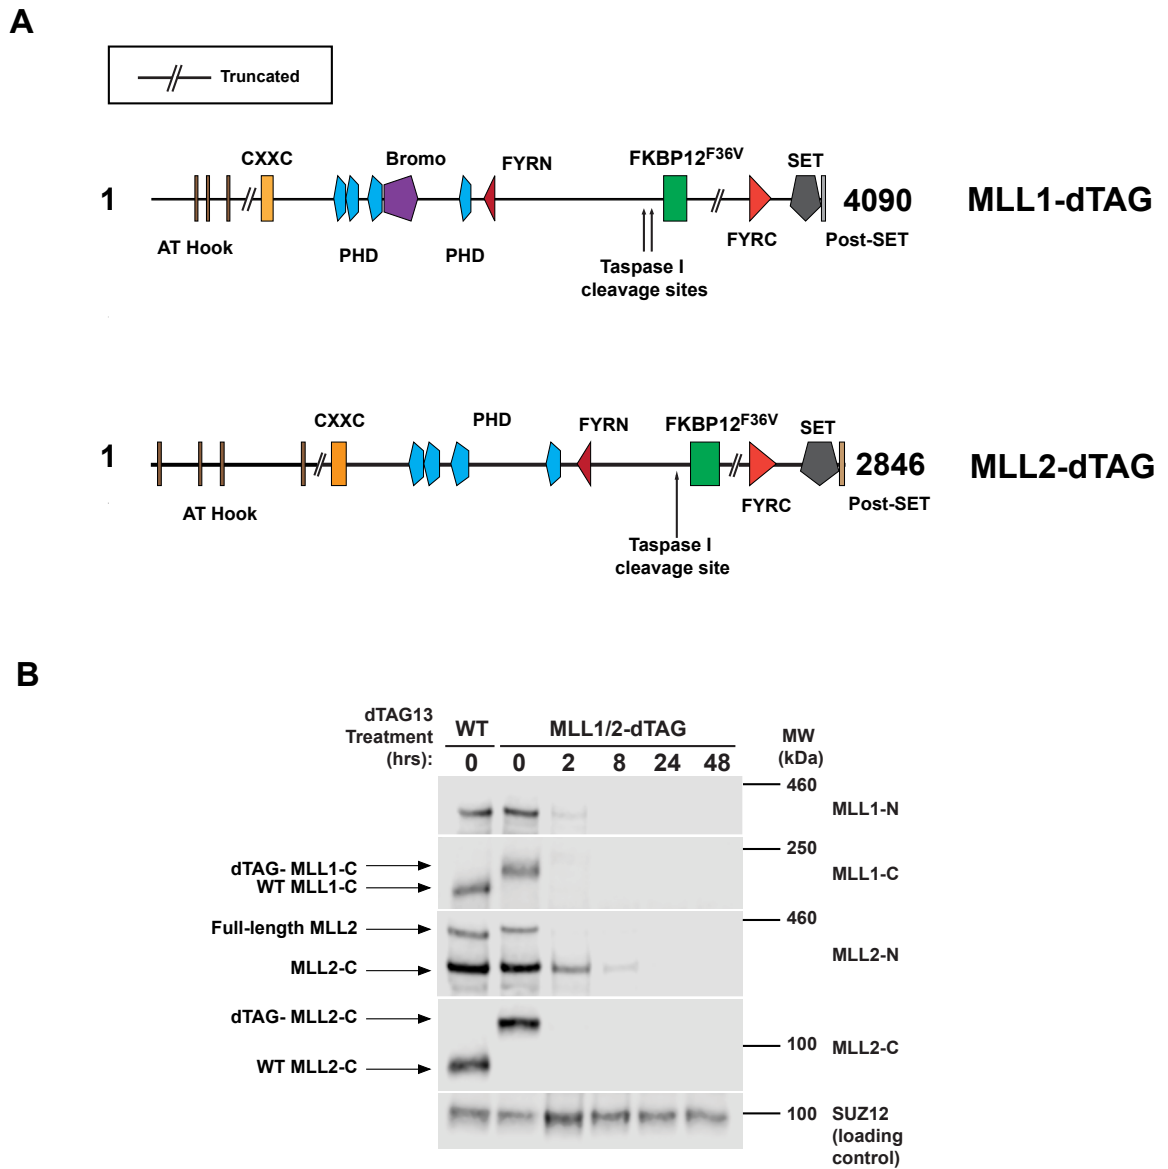 A
Truncated
CXXC
Bromo
FYRN
FKBP12F36V
SET
1
4090
MLL1-dTAG
AT Hook
PHD
PHD
FYRC
Post-SET
Taspase I
cleavage sites
CXXC
PHD
FYRN
FKBP12F36V
SET
1
2846
MLL2-dTAG
AT Hook
FYRC
Post-SET
Taspase I
cleavage site
B
dTAG13
Treatment
(hrs):
WT
MLL1/2-dTAG
MW
(kDa)
0 0 2 8 24 48
460
MLL1-N
250
dTAG- MLL1-C
WT MLL1-C
MLL1-C
460
Full-length MLL2
MLL2-N
MLL2-C
dTAG- MLL2-C
100
MLL2-C
WT MLL2-C
100
SUZ12
(loading
control)